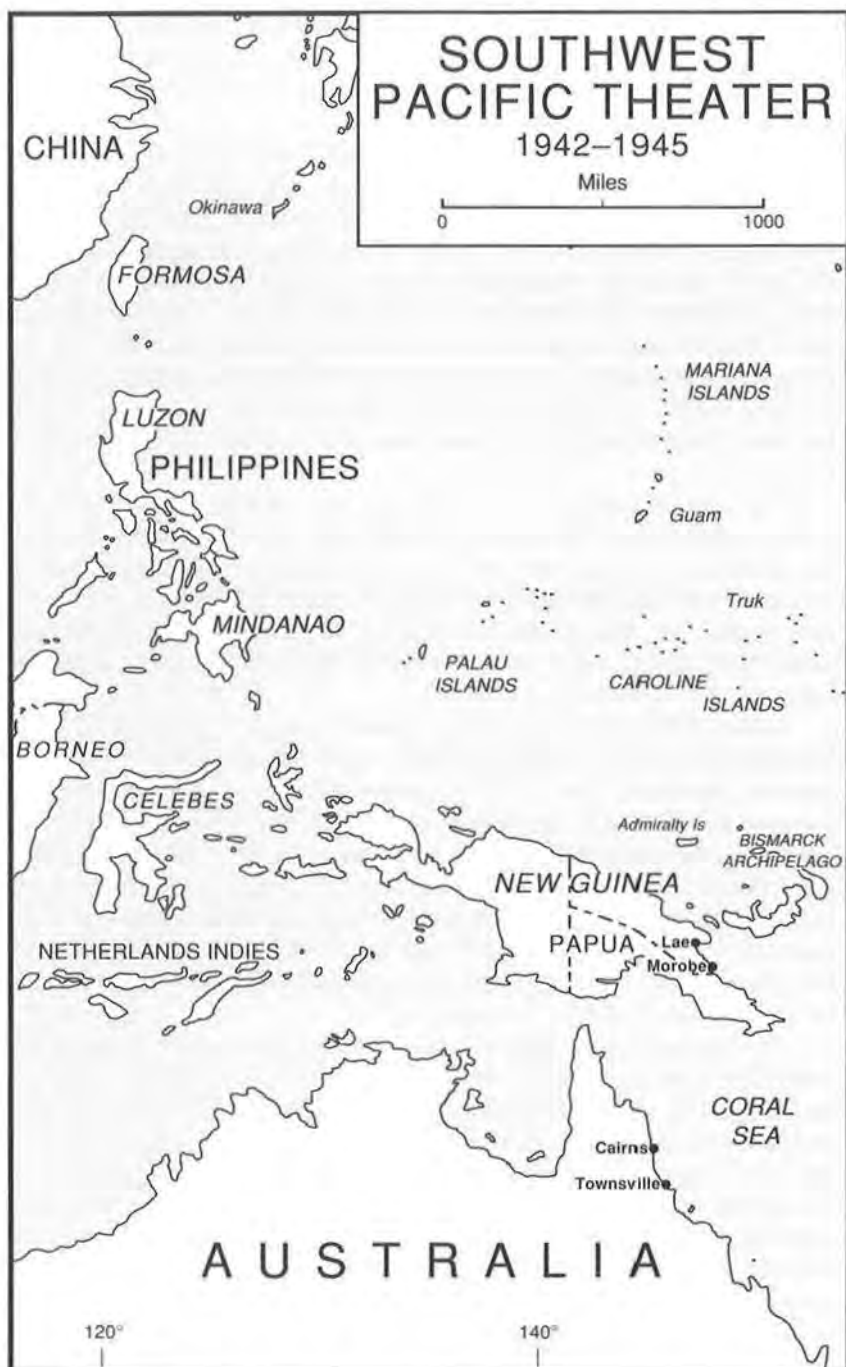 SOUTHWEST
PACIFIC THEATER
1942–1945
Miles
0 1000
CHINA
Okinawa
FORMOSA
MARIANA
ISLANDS
LUZON
PHILIPPINES
Guam
Truk
MINDANAO
PALAU
ISLANDS
CAROLINE
ISLANDS
BORNEO
CELEBES
Admiralty Is
BISMARCK
ARCHIPELAGO
NEW GUINEA
PAPUA
Lae
Morobe
NETHERLANDS INDIES
CORAL
SEA
Cairns
Townsville
AUSTRALIA
120° 140°